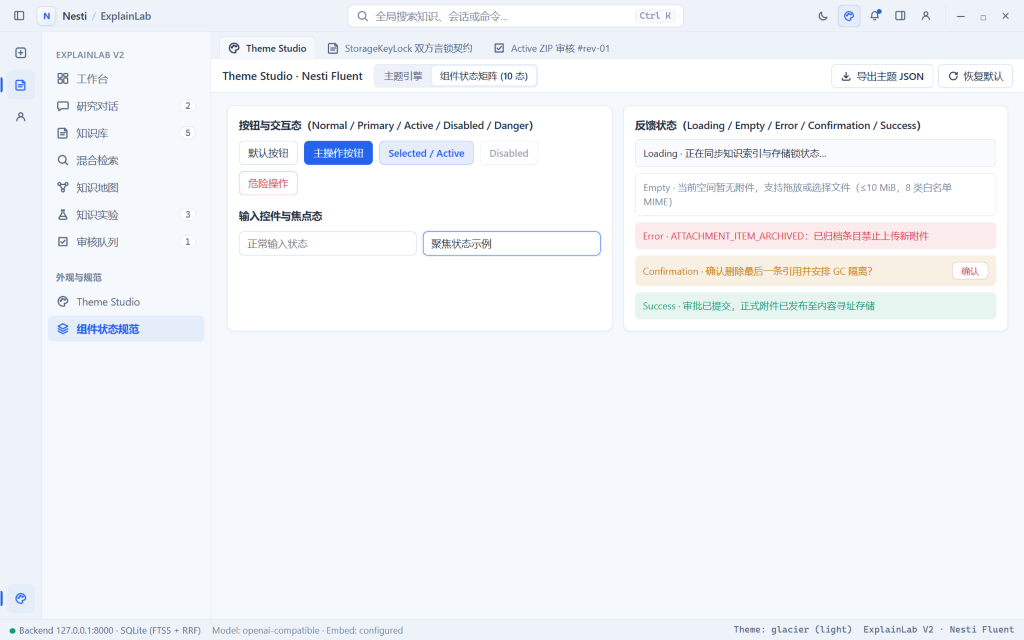 N Nesti / ExplainLab
全局搜索知识、会话或命令... Ctrl K
EXPLAINLAB V2
工作台
研究对话 2
知识库 5
混合检索
知识地图
知识实验 3
审核队列 1
外观与规范
Theme Studio
组件状态规范
Theme Studio
StorageKeyLock 双方言锁契约
Active ZIP 审核 #rev-01
Theme Studio · Nesti Fluent
主题引擎
组件状态矩阵 (10 态)
导出主题 JSON
恢复默认
按钮与交互态（Normal / Primary / Active / Disabled / Danger）
默认按钮
主操作按钮
Selected / Active
Disabled
危险操作
输入控件与焦点态
正常输入状态
聚焦状态示例
反馈状态（Loading / Empty / Error / Confirmation / Success）
Loading · 正在同步知识索引与存储锁状态...
Empty · 当前空间暂无附件，支持拖放或选择文件（≤10 MiB，8 类白名单
MIME）
Error · ATTACHMENT_ITEM_ARCHIVED：已归档条目禁止上传新附件
Confirmation · 确认删除最后一条引用并安排 GC 隔离？
确认
Success · 审批已提交，正式附件已发布至内容寻址存储
Backend 127.0.0.1:8000 · SQLite (FTS5 + RRF)
Model: openai-compatible · Embed: configured
Theme: glacier (light)
ExplainLab V2 · Nesti Fluent